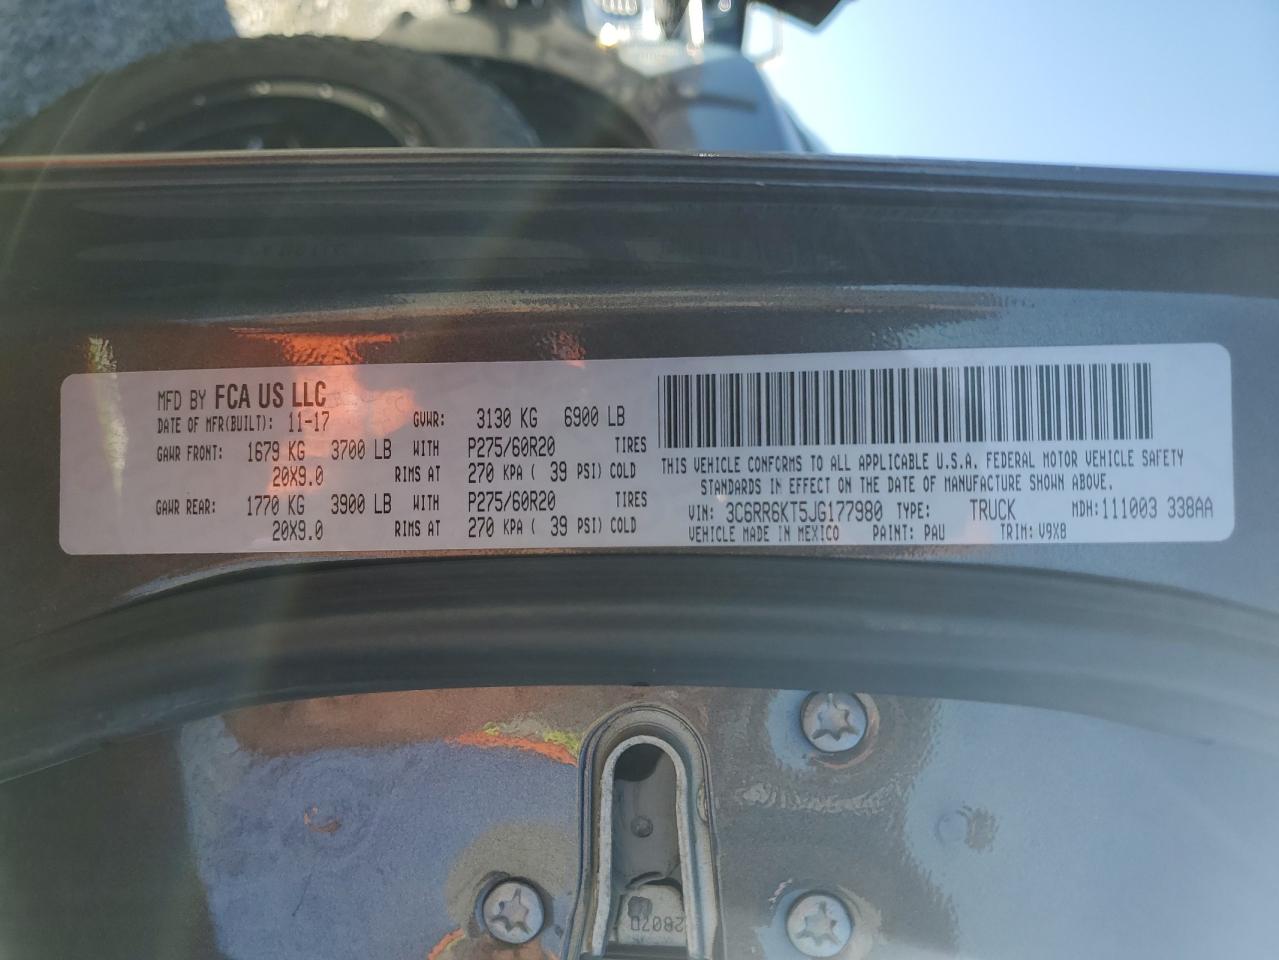 MFD BY FCA US LLC
DATE OF MFR(BUILT): 11-17 GVWR: 3130 KG 6900 LB
GAWR FRONT: 1679 KG 3700 LB WITH P275/60R20 TIRES
20X9.0 RIMS AT 270 KPA ( 39 PSI) COLD
GAWR REAR: 1770 KG 3900 LB WITH P275/60R20 TIRES
20X9.0 RIMS AT 270 KPA ( 39 PSI) COLD
THIS VEHICLE CONFORMS TO ALL APPLICABLE U.S.A. FEDERAL MOTOR VEHICLE SAFETY
STANDARDS IN EFFECT ON THE DATE OF MANUFACTURE SHOWN ABOVE.
VIN: 3C6RR6KT5JG177980 TYPE: TRUCK MDH: 111003 338AA
VEHICLE MADE IN MEXICO PAINT: PAU TRIM: V9X8